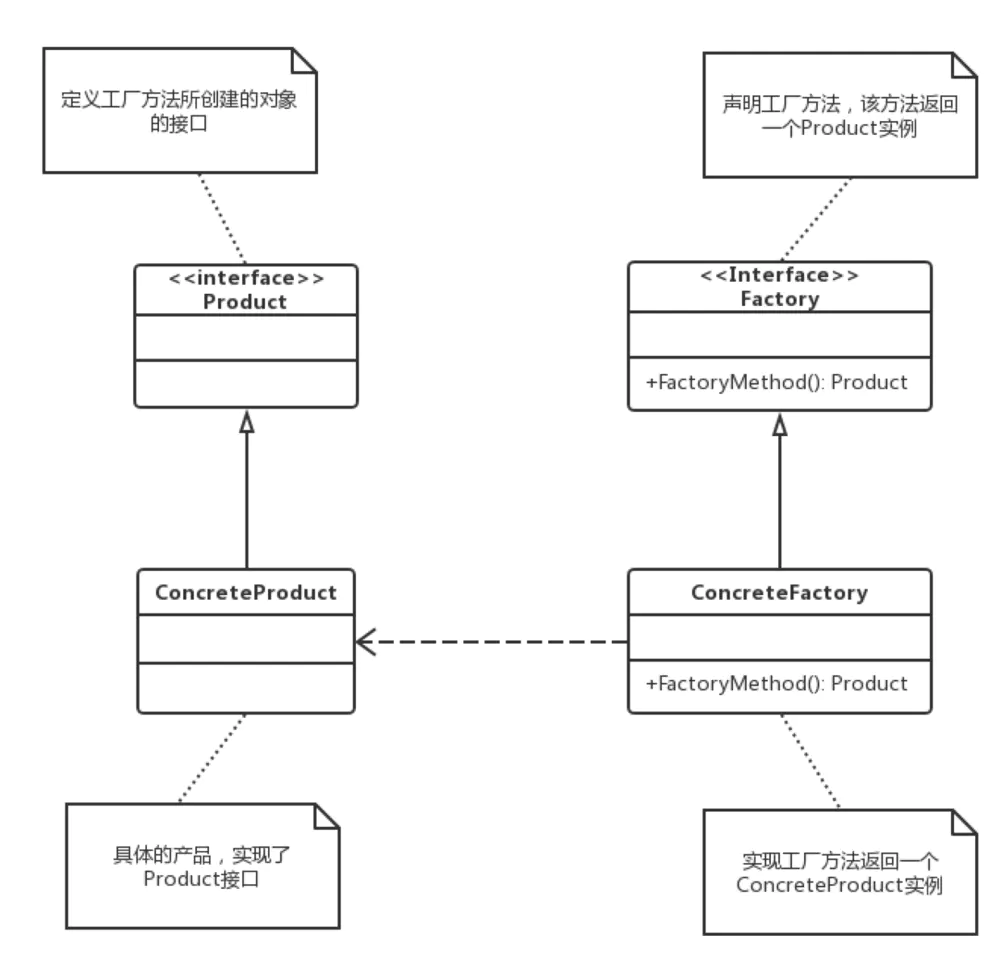 定义工厂方法所创建的对象
的接口
声明工厂方法，该方法返回
一个Product实例
<<interface>>
Product
<<Interface>>
Factory
+FactoryMethod(): Product
ConcreteProduct
ConcreteFactory
+FactoryMethod(): Product
具体的产品，实现了
Product接口
实现工厂方法返回一个
ConcreteProduct实例